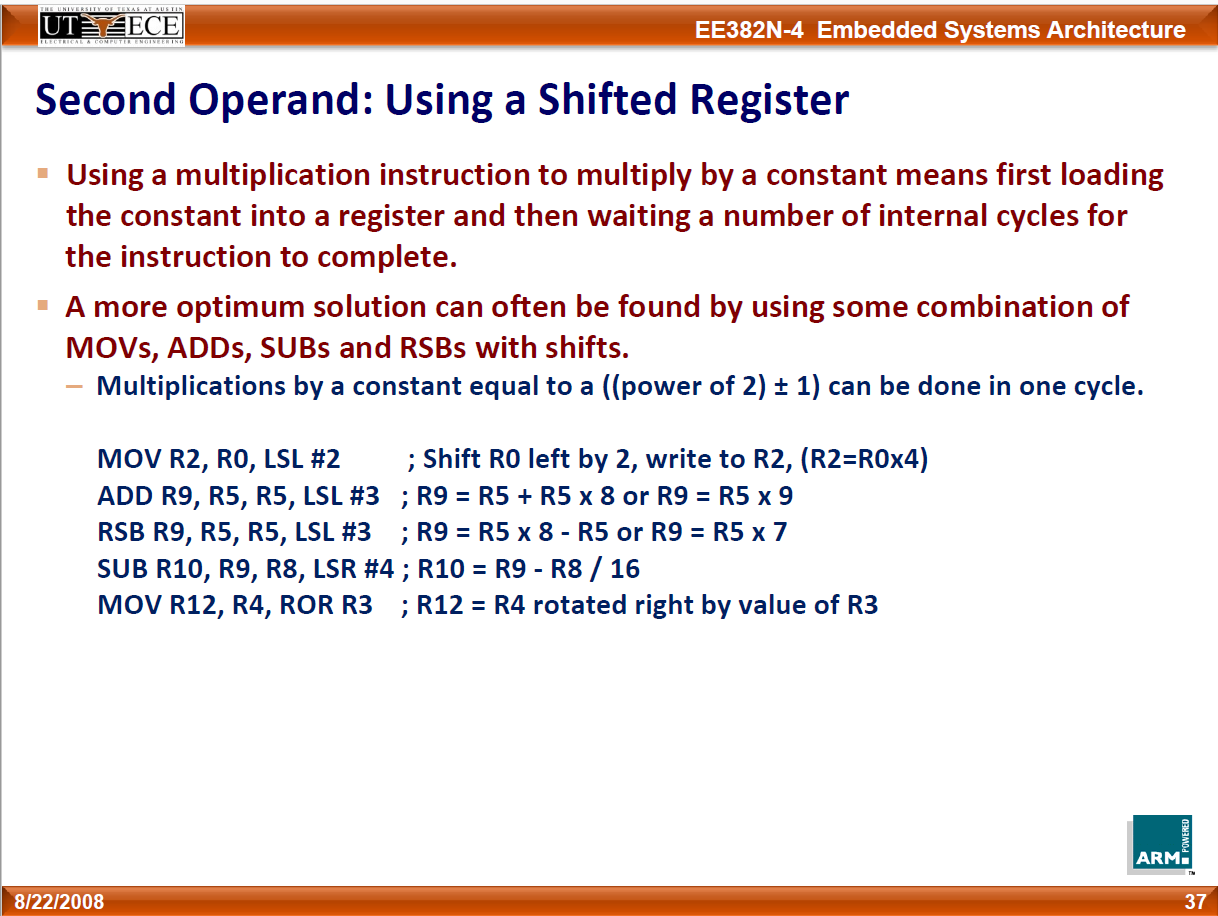 THE UNIVERSITY OF TEXAS AT AUSTIN
UT ECE
ELECTRICAL & COMPUTER ENGINEERING
EE382N-4 Embedded Systems Architecture
Second Operand: Using a Shifted Register
▪ Using a multiplication instruction to multiply by a constant means first loading
the constant into a register and then waiting a number of internal cycles for
the instruction to complete.
▪ A more optimum solution can often be found by using some combination of
MOVs, ADDs, SUBs and RSBs with shifts.
– Multiplications by a constant equal to a ((power of 2) ± 1) can be done in one cycle.
MOV R2, R0, LSL #2 ; Shift R0 left by 2, write to R2, (R2=R0x4)
ADD R9, R5, R5, LSL #3 ; R9 = R5 + R5 x 8 or R9 = R5 x 9
RSB R9, R5, R5, LSL #3 ; R9 = R5 x 8 - R5 or R9 = R5 x 7
SUB R10, R9, R8, LSR #4 ; R10 = R9 - R8 / 16
MOV R12, R4, ROR R3 ; R12 = R4 rotated right by value of R3
ARM POWERED
TM
8/22/2008
37